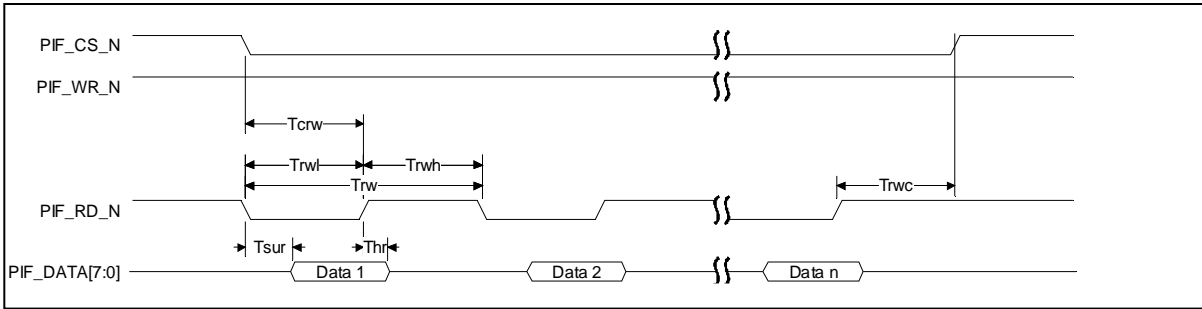 PIF_CS_N
PIF_WR_N
Tcrw
Trwl Trwh
Trw Trwc
PIF_RD_N
Tsur Thr
PIF_DATA[7:0] Data 1 Data 2 Data n